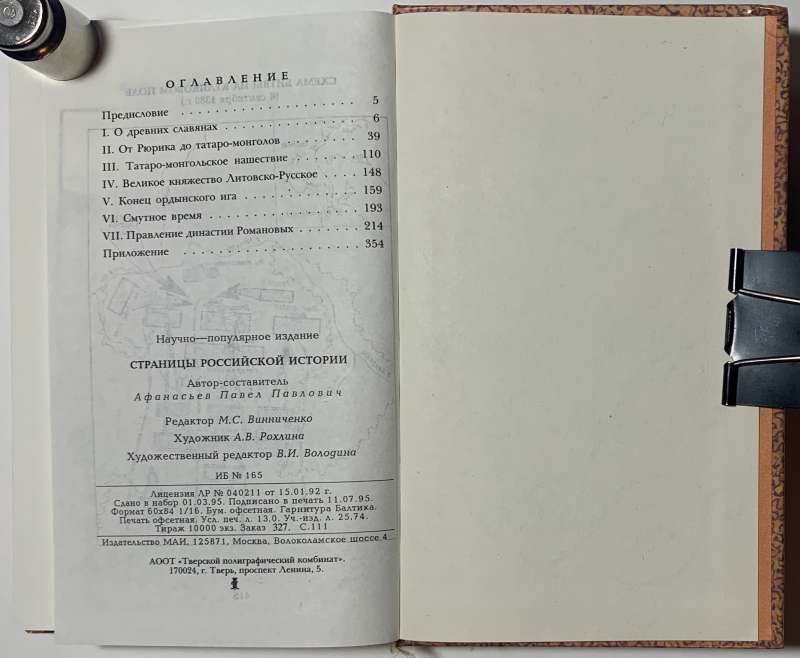 ОГЛАВЛЕНИЕ
Предисловие . . . . . . . . . . . . . . . . . . 5
I. О древних славянах . . . . . . . . . . . . . . 6
II. От Рюрика до татаро-монголов . . . . . . . . 39
III. Татаро-монгольское нашествие . . . . . . . 110
IV. Великое княжество Литовско-Русское . . . . 148
V. Конец ордынского ига . . . . . . . . . . . . 159
VI. Смутное время . . . . . . . . . . . . . . . 193
VII. Правление династии Романовых . . . . . . . 214
Приложение . . . . . . . . . . . . . . . . . . 354
Научно—популярное издание
СТРАНИЦЫ РОССИЙСКОЙ ИСТОРИИ
Автор-составитель
Афанасьев Павел Павлович
Редактор М.С. Винниченко
Художник А.В. Рохлина
Художественный редактор В.И. Володина
ИБ № 165
Лицензия ЛР № 040211 от 15.01.92 г.
Сдано в набор 01.03.95. Подписано в печать 11.07.95.
Формат 60х84 1/16. Бум. офсетная. Гарнитура Балтика.
Печать офсетная. Усл. печ. л. 13,0. Уч.-изд. л. 25.74.
Тираж 10000 экз. Заказ 327. С.111
Издательство МАИ, 125871, Москва, Волоколамское шоссе 4
АООТ «Тверской полиграфический комбинат».
170024, г. Тверь, проспект Ленина, 5.